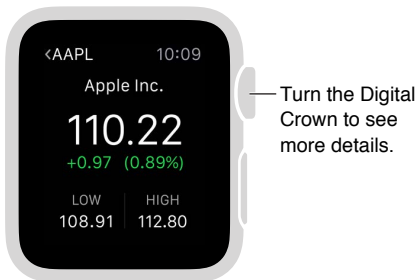 <AAPL 10:09
Apple Inc.
110.22
+0.97 (0.89%)
LOW HIGH
108.91 112.80
Turn the Digital
Crown to see
more details.